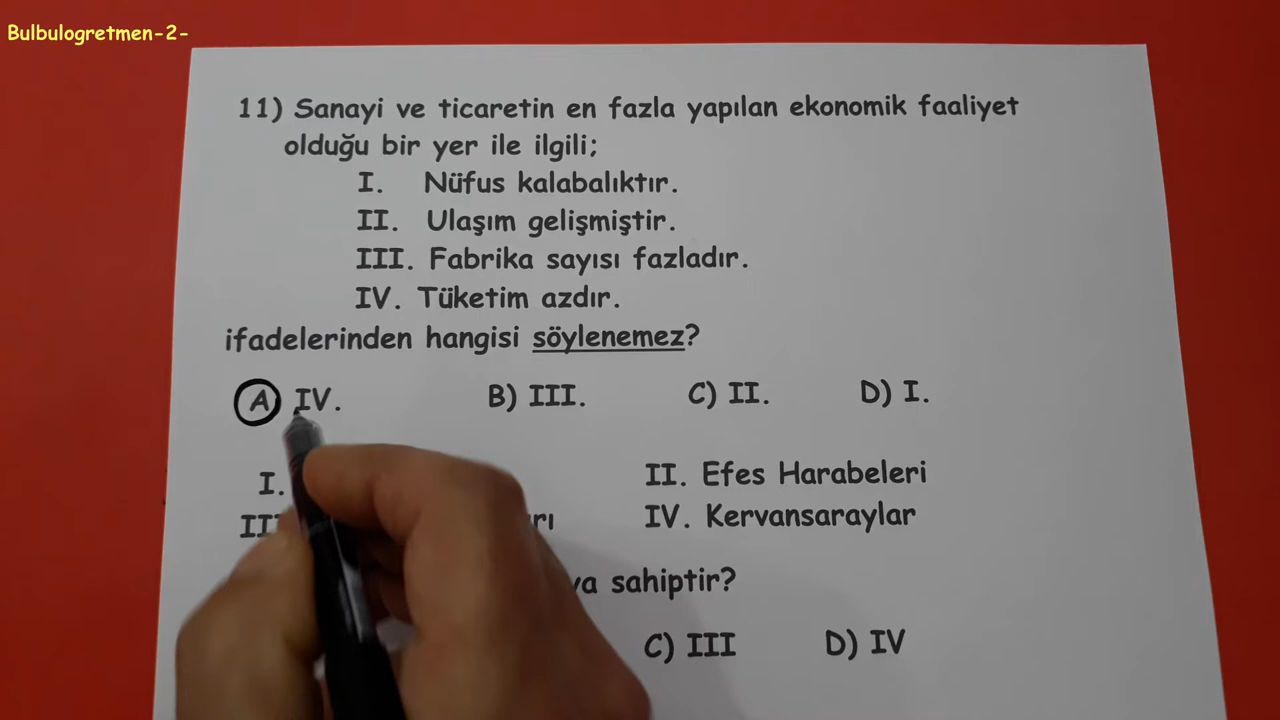 Bulbulogretmen-2-
11) Sanayi ve ticaretin en fazla yapılan ekonomik faaliyet
olduğu bir yer ile ilgili;
I. Nüfus kalabalıktır.
II. Ulaşım gelişmiştir.
III. Fabrika sayısı fazladır.
IV. Tüketim azdır.
ifadelerinden hangisi söylenemez?
A) IV. B) III. C) II. D) I.
I. II. Efes Harabeleri
IV. Kervansaraylar
sahiptir?
C) III D) IV